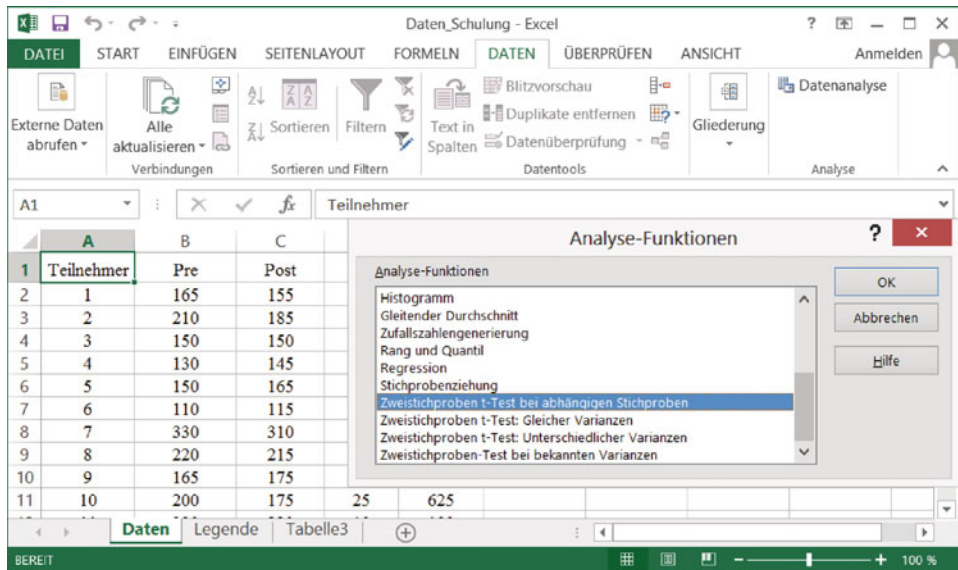 Daten_Schulung - Excel
?
DATEI START EINFÜGEN SEITENLAYOUT FORMELN DATEN ÜBERPRÜFEN ANSICHT Anmelden
Externe Daten abrufen
Alle aktualisieren
Verbindungen
Sortieren
Filtern
Sortieren und Filtern
Text in Spalten
Blitzvorschau
Duplikate entfernen
Datenüberprüfung
Datentools
Gliederung
Datenanalyse
Analyse
A1 fx Teilnehmer
A B C
1 Teilnehmer Pre Post
2 1 165 155
3 2 210 185
4 3 150 150
5 4 130 145
6 5 150 165
7 6 110 115
8 7 330 310
9 8 220 215
10 9 165 175
11 10 200 175 25 625
Analyse-Funktionen ?
Analyse-Funktionen
Histogramm
Gleitender Durchschnitt
Zufallszahlengenerierung
Rang und Quantil
Regression
Stichprobenziehung
Zweistichproben t-Test bei abhängigen Stichproben
Zweistichproben t-Test: Gleicher Varianzen
Zweistichproben t-Test: Unterschiedlicher Varianzen
Zweistichproben-Test bei bekannten Varianzen
OK
Abbrechen
Hilfe
Daten Legende Tabelle3
BEREIT 100 %